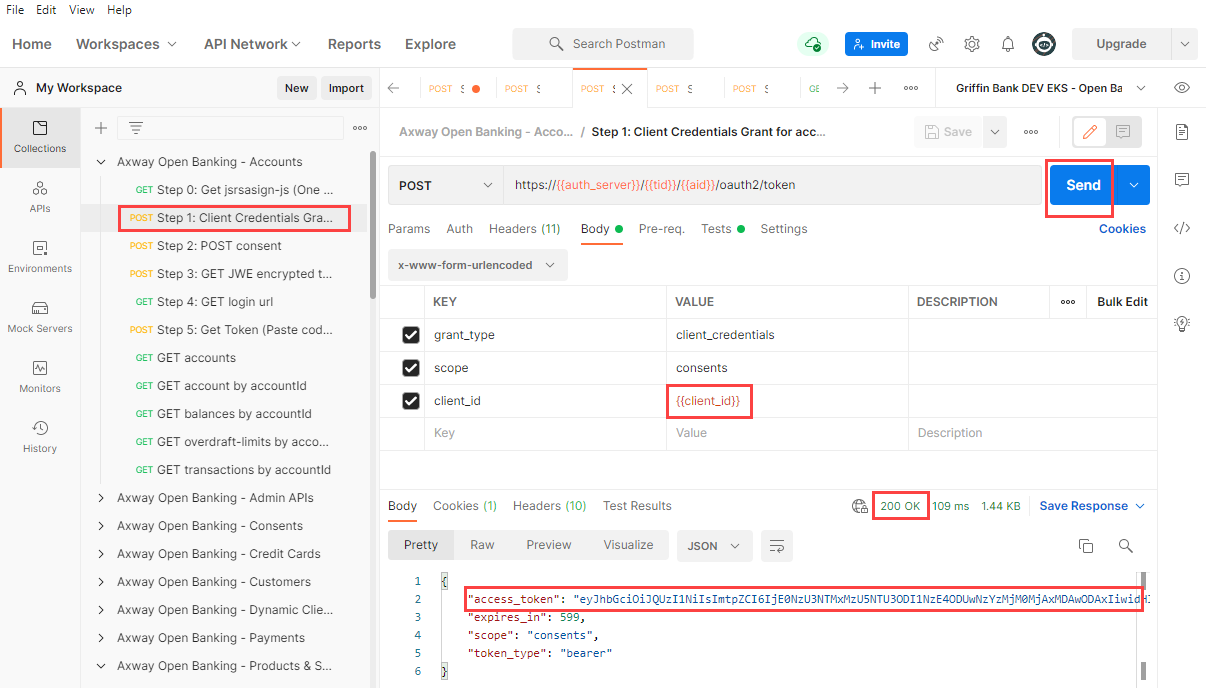 File Edit View Help
Home Workspaces API Network Reports Explore Search Postman Invite Upgrade
My Workspace New Import
POST S POST S POST S POST S POST S GE Griffin Bank DEV EKS - Open Ba
Collections
APIs
Environments
Mock Servers
Monitors
History
Axway Open Banking - Accounts
GET Step 0: Get jsrsasign-js (One ...
POST Step 1: Client Credentials Gra...
POST Step 2: POST consent
POST Step 3: GET JWE encrypted t...
GET Step 4: GET login url
POST Step 5: Get Token (Paste cod...
GET GET accounts
GET GET account by accountId
GET GET balances by accountId
GET GET overdraft-limits by acco...
GET GET transactions by accountId
Axway Open Banking - Admin APIs
Axway Open Banking - Consents
Axway Open Banking - Credit Cards
Axway Open Banking - Customers
Axway Open Banking - Dynamic Clie...
Axway Open Banking - Payments
Axway Open Banking - Products & S...
Axway Open Banking - Acco... / Step 1: Client Credentials Grant for acc... Save
POST https://{{auth_server}}/{{tid}}/{{aid}}/oauth2/token Send
Params Auth Headers (11) Body Pre-req. Tests Settings Cookies
x-www-form-urlencoded
KEY VALUE DESCRIPTION Bulk Edit
grant_type client_credentials
scope consents
client_id {{client_id}}
Key Value Description
Body Cookies (1) Headers (10) Test Results 200 OK 109 ms 1.44 KB Save Response
Pretty Raw Preview Visualize JSON
1 {
2 "access_token": "eyJhbGciOiJQUzI1NiIsImtpZCI6IjE0NzU3NTMxMzU5NTU3ODI1NzE4ODUwNzYzMjM0MjAxMDAwODAxIiwidHI
3 "expires_in": 599,
4 "scope": "consents",
5 "token_type": "bearer"
6 }